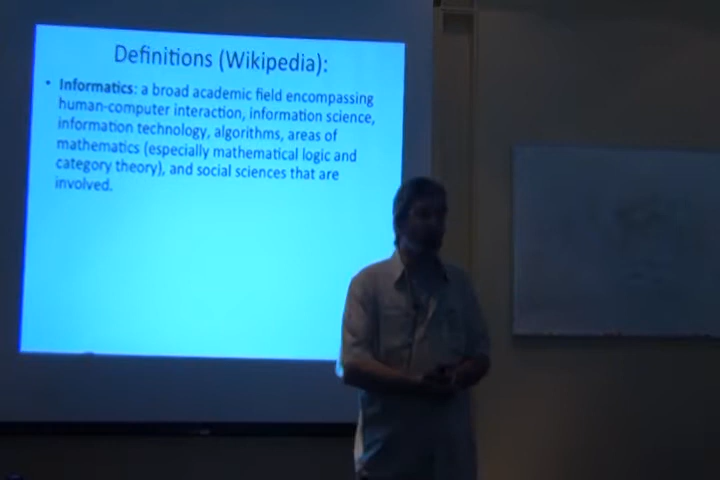 Definitions (Wikipedia):
• Informatics: a broad academic field encompassing
human-computer interaction, information science,
information technology, algorithms, areas of
mathematics (especially mathematical logic and
category theory), and social sciences that are
involved.